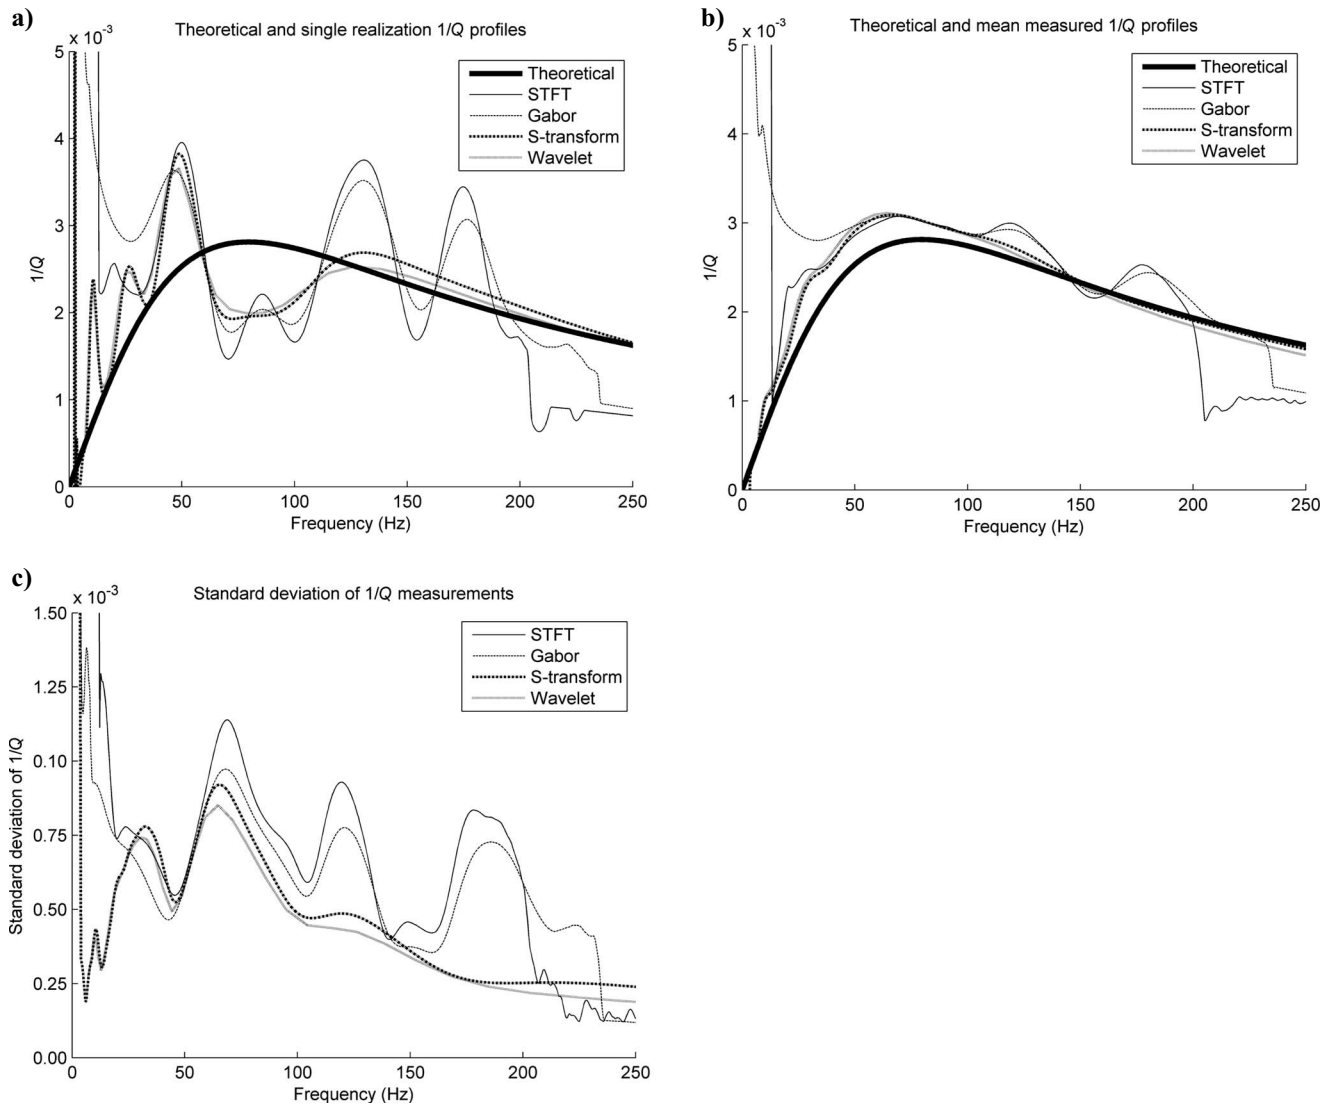 a)
Theoretical and single realization 1/Q profiles
x 10⁻³
5
4
3
2
1
0
1/Q
0 50 100 150 200 250
Frequency (Hz)
Theoretical
STFT
Gabor
S-transform
Wavelet
b)
Theoretical and mean measured 1/Q profiles
x 10⁻³
5
4
3
2
1
0
1/Q
0 50 100 150 200 250
Frequency (Hz)
Theoretical
STFT
Gabor
S-transform
Wavelet
c)
Standard deviation of 1/Q measurements
x 10⁻³
1.50
1.25
0.10
0.75
0.50
0.25
0.00
Standard deviation of 1/Q
0 50 100 150 200 250
Frequency (Hz)
STFT
Gabor
S-transform
Wavelet